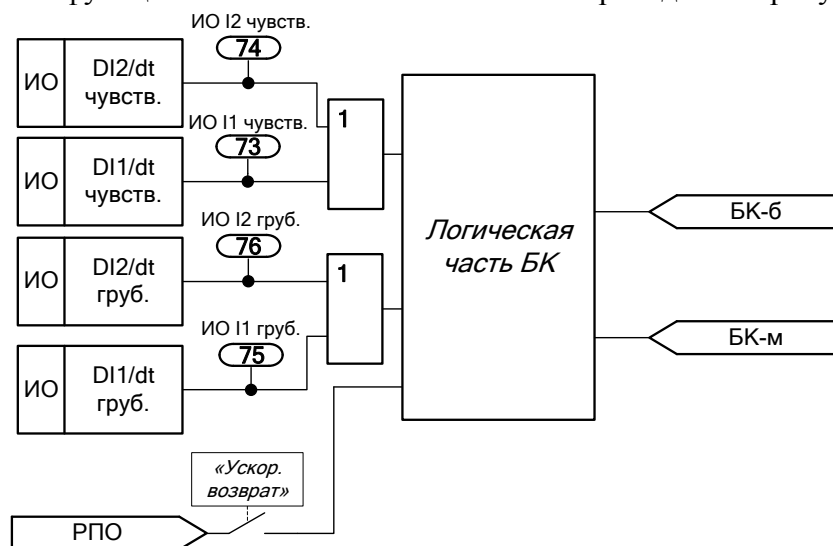 ИО I2 чувств.
74
ИО
DI2/dt
чувств.
1
ИО I1 чувств.
73
ИО
DI1/dt
чувств.
ИО I2 груб.
76
ИО
DI2/dt
груб.
1
ИО I1 груб.
75
ИО
DI1/dt
груб.
Логическая
часть БК
БК-б
БК-м
«Ускор.
возврат»
РПО